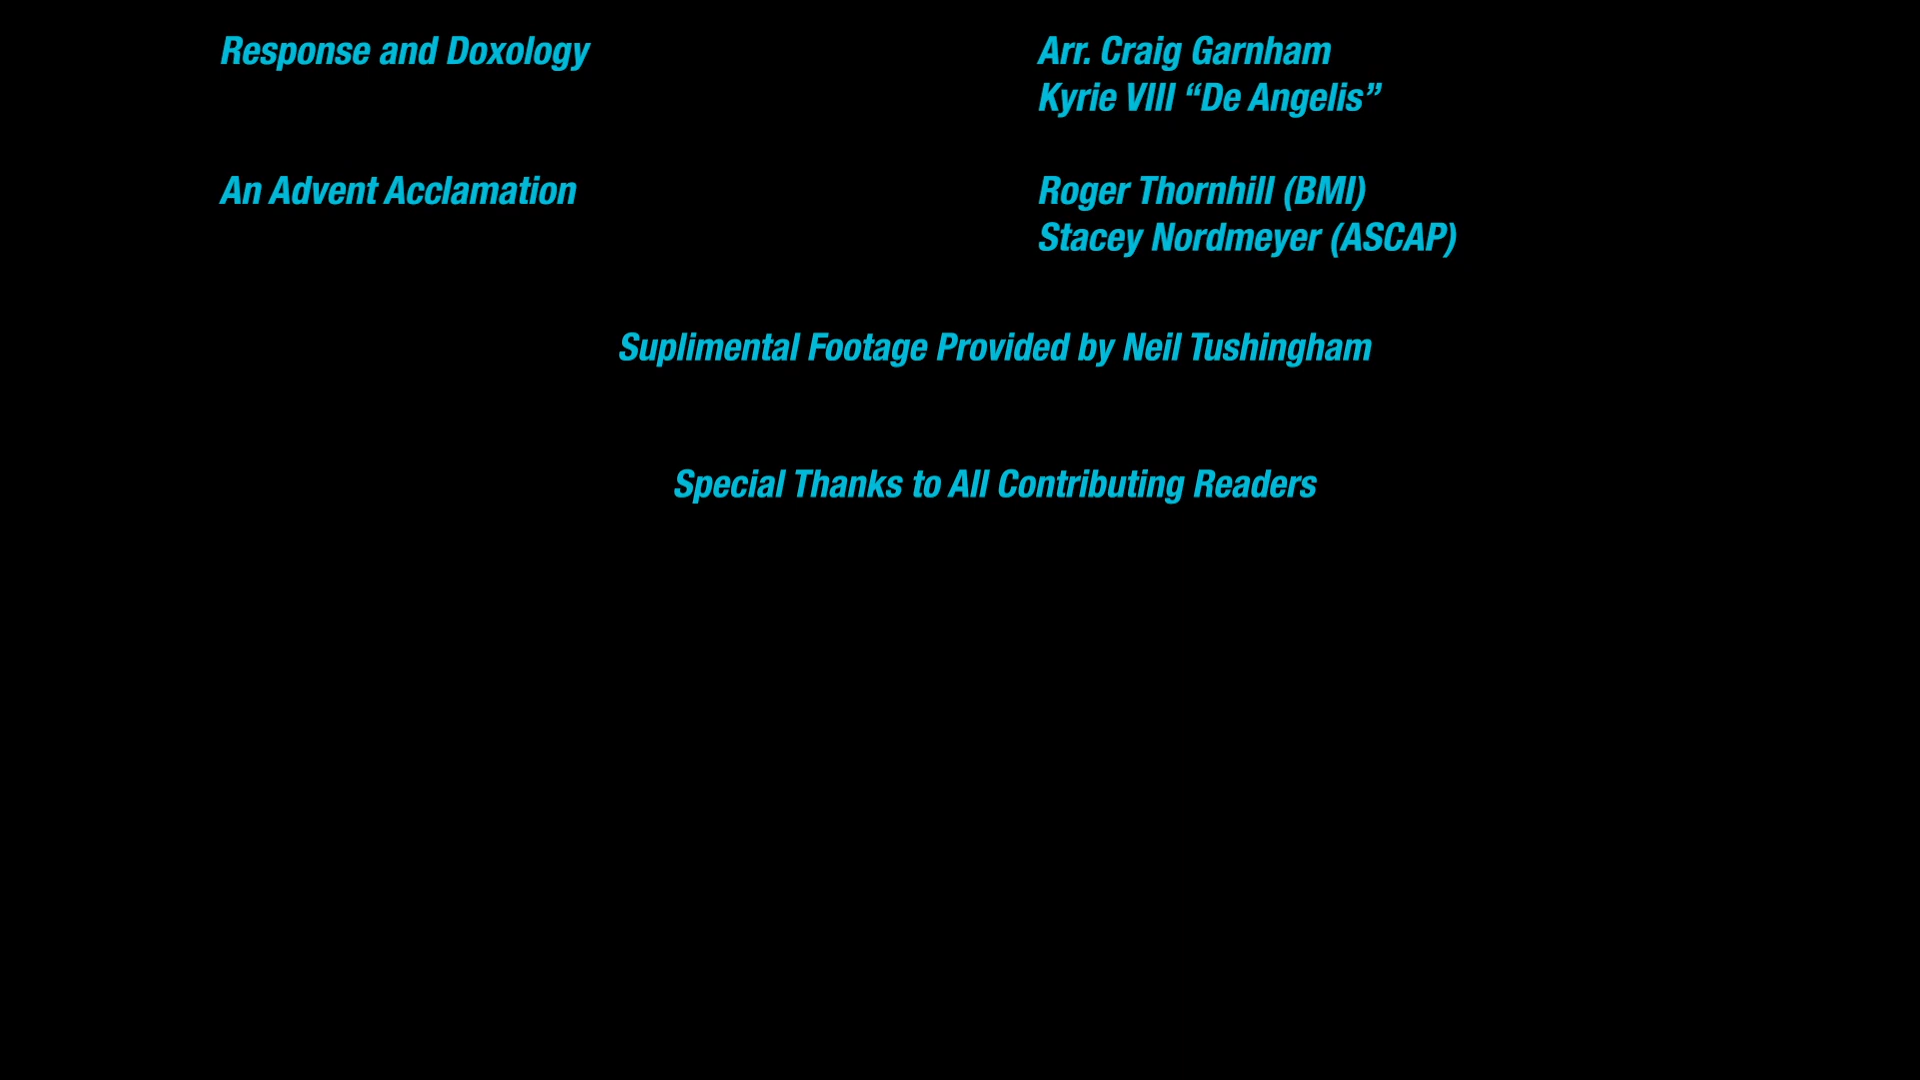 Response and Doxology
Arr. Craig Garnham
Kyrie VIII “De Angelis”
An Advent Acclamation
Roger Thornhill (BMI)
Stacey Nordmeyer (ASCAP)
Suplimental Footage Provided by Neil Tushingham
Special Thanks to All Contributing Readers